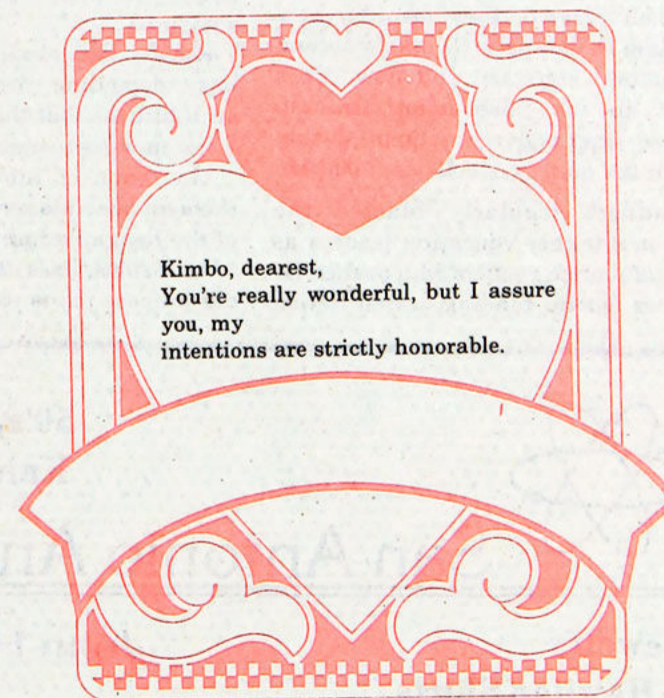 Kimbo, dearest,
You're really wonderful, but I assure
you, my
intentions are strictly honorable.